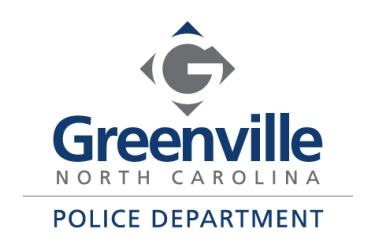 G
Greenville
NORTH CAROLINA
POLICE DEPARTMENT